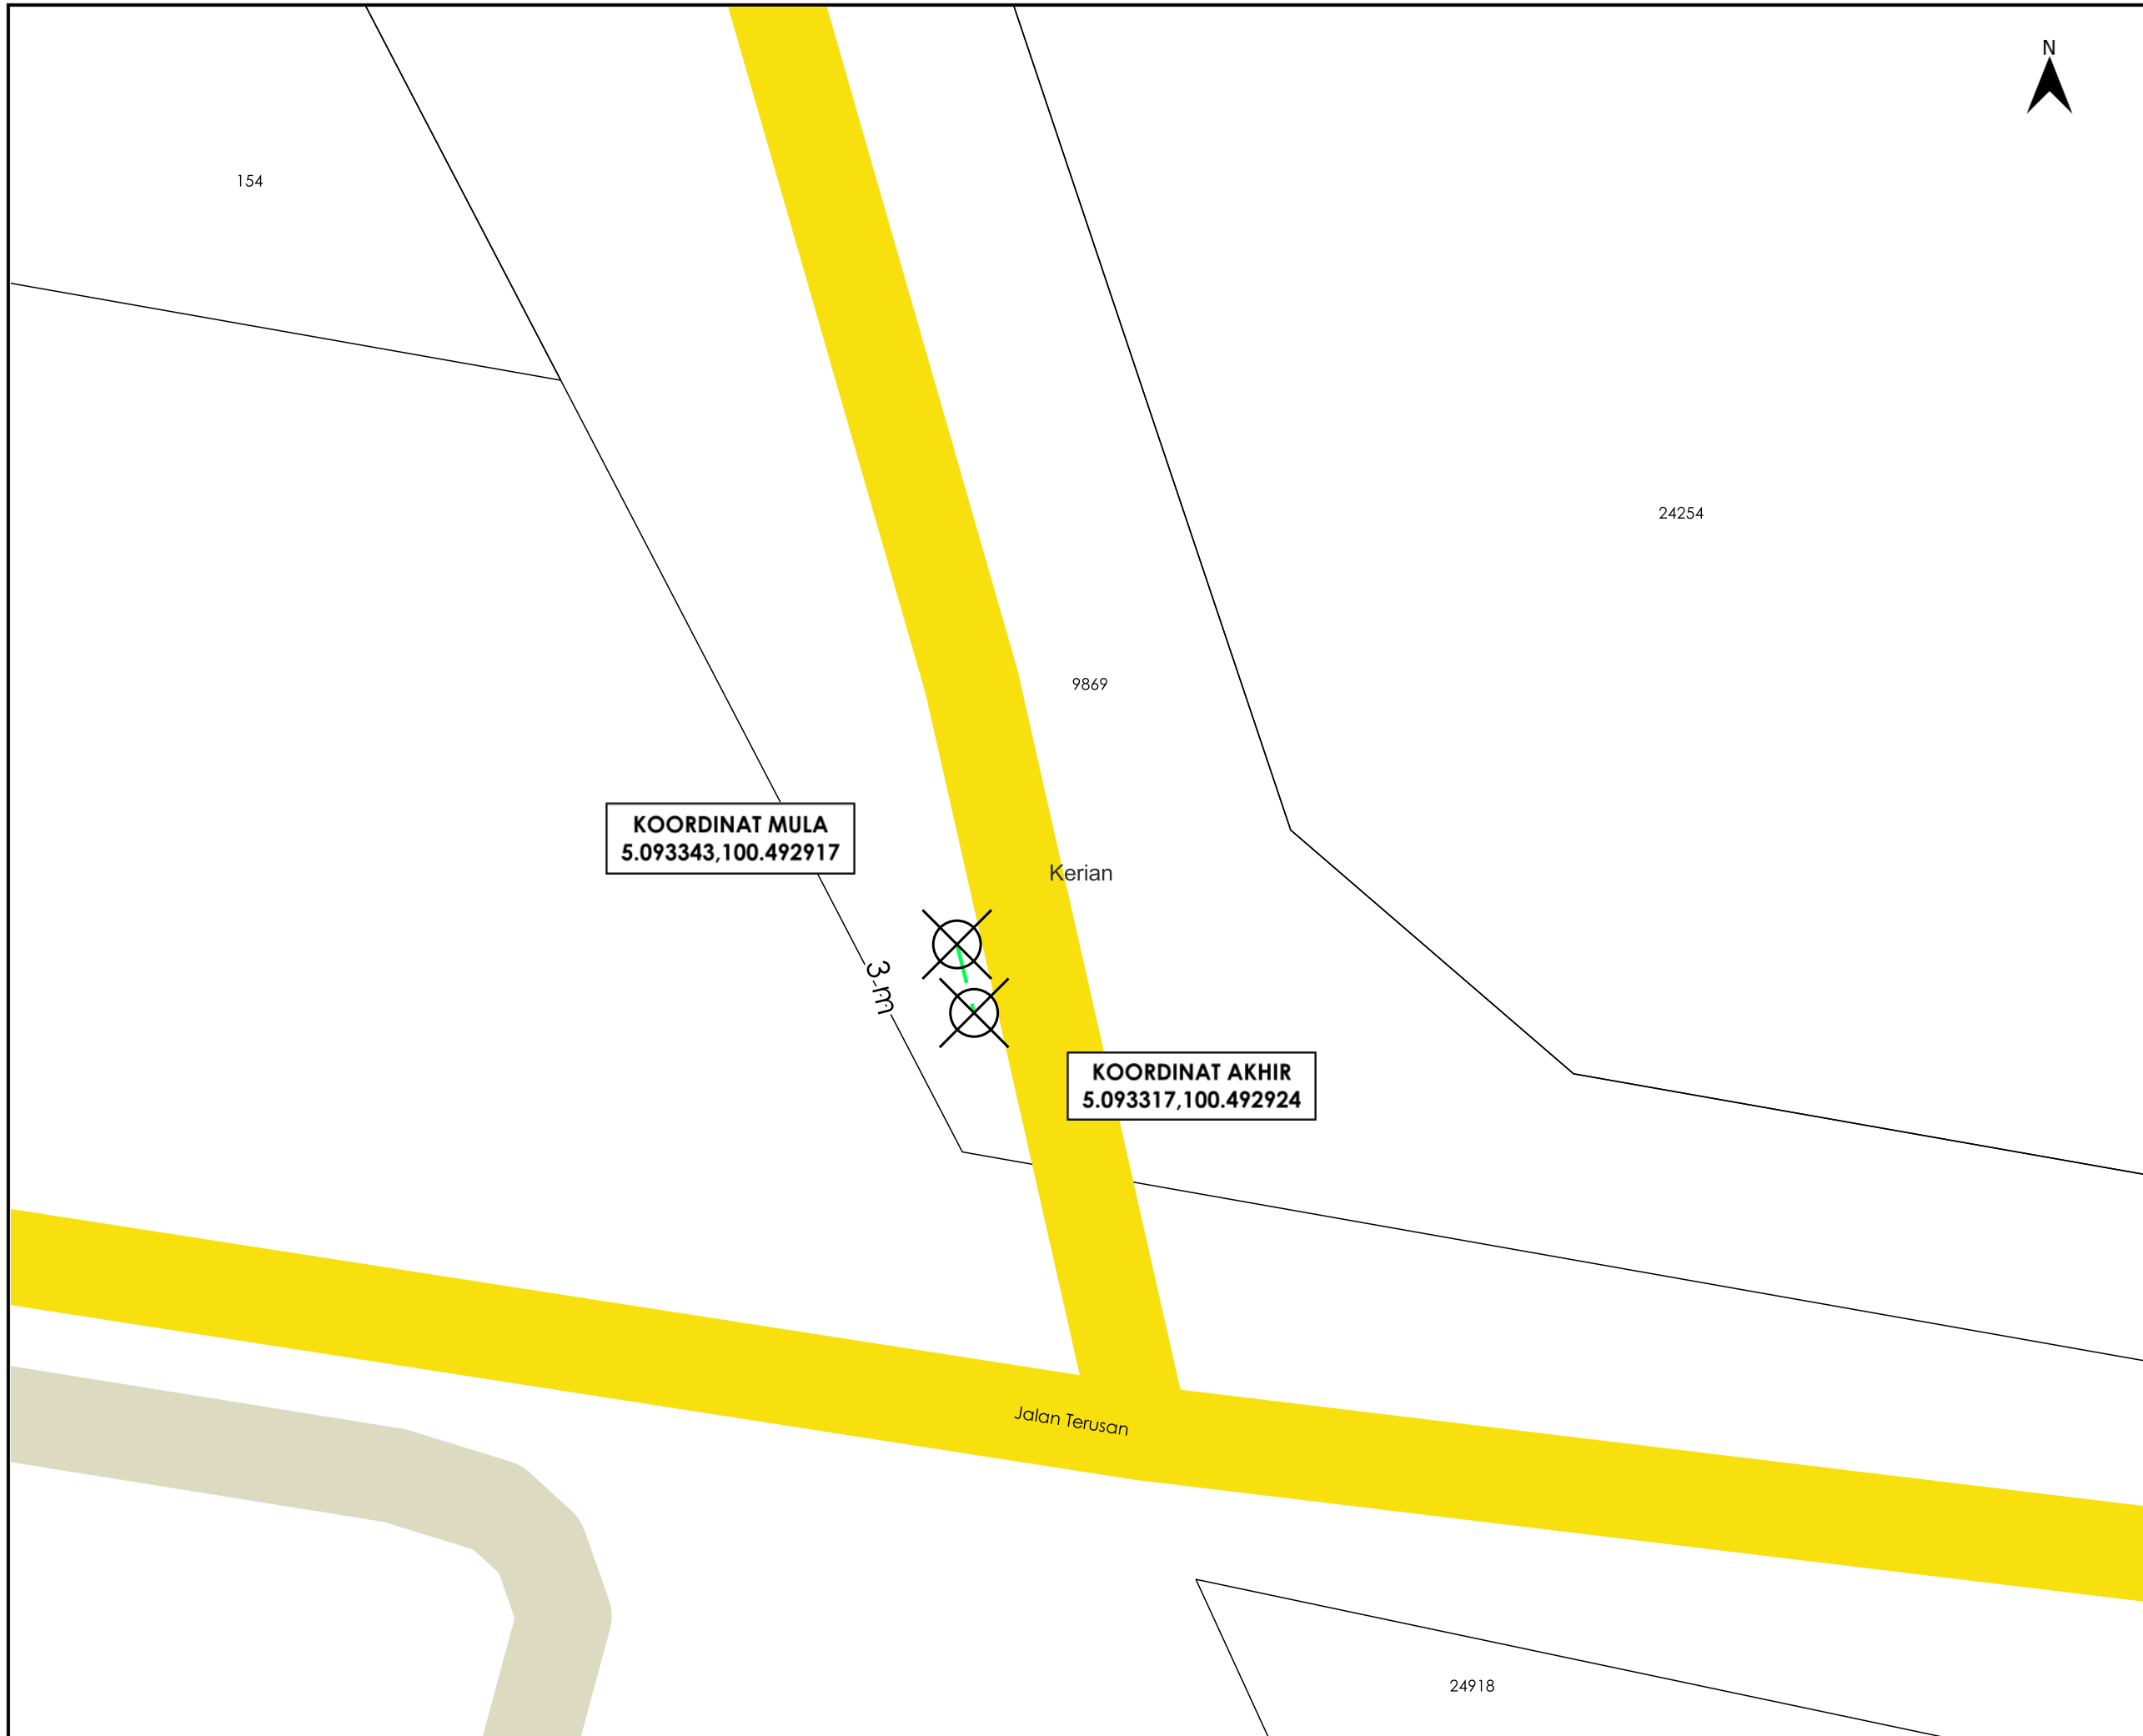 N
154
24254
9869
KOORDINAT MULA
5.093343,100.492917
Kerian
3 m
KOORDINAT AKHIR
5.093317,100.492924
Jalan Terusan
24918